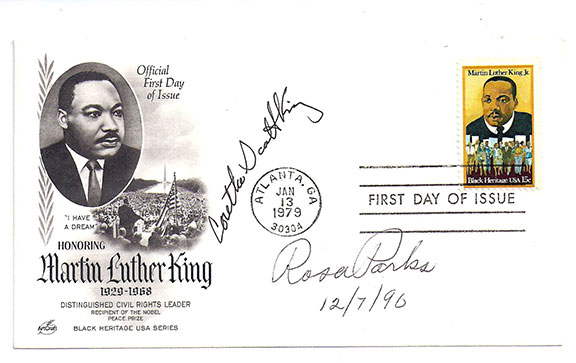 Official
First Day
of Issue
"I HAVE
A DREAM"
HONORING
Martin Luther King
1929-1968
DISTINGUISHED CIVIL RIGHTS LEADER
RECIPIENT OF THE NOBEL
PEACE PRIZE
ArtCraft
BLACK HERITAGE USA SERIES
Coretta Scott King
ATLANTA, GA
JAN
13
1979
30304
Martin Luther King Jr.
Black Heritage USA 15c
FIRST DAY OF ISSUE
Rosa Parks
12/7/90